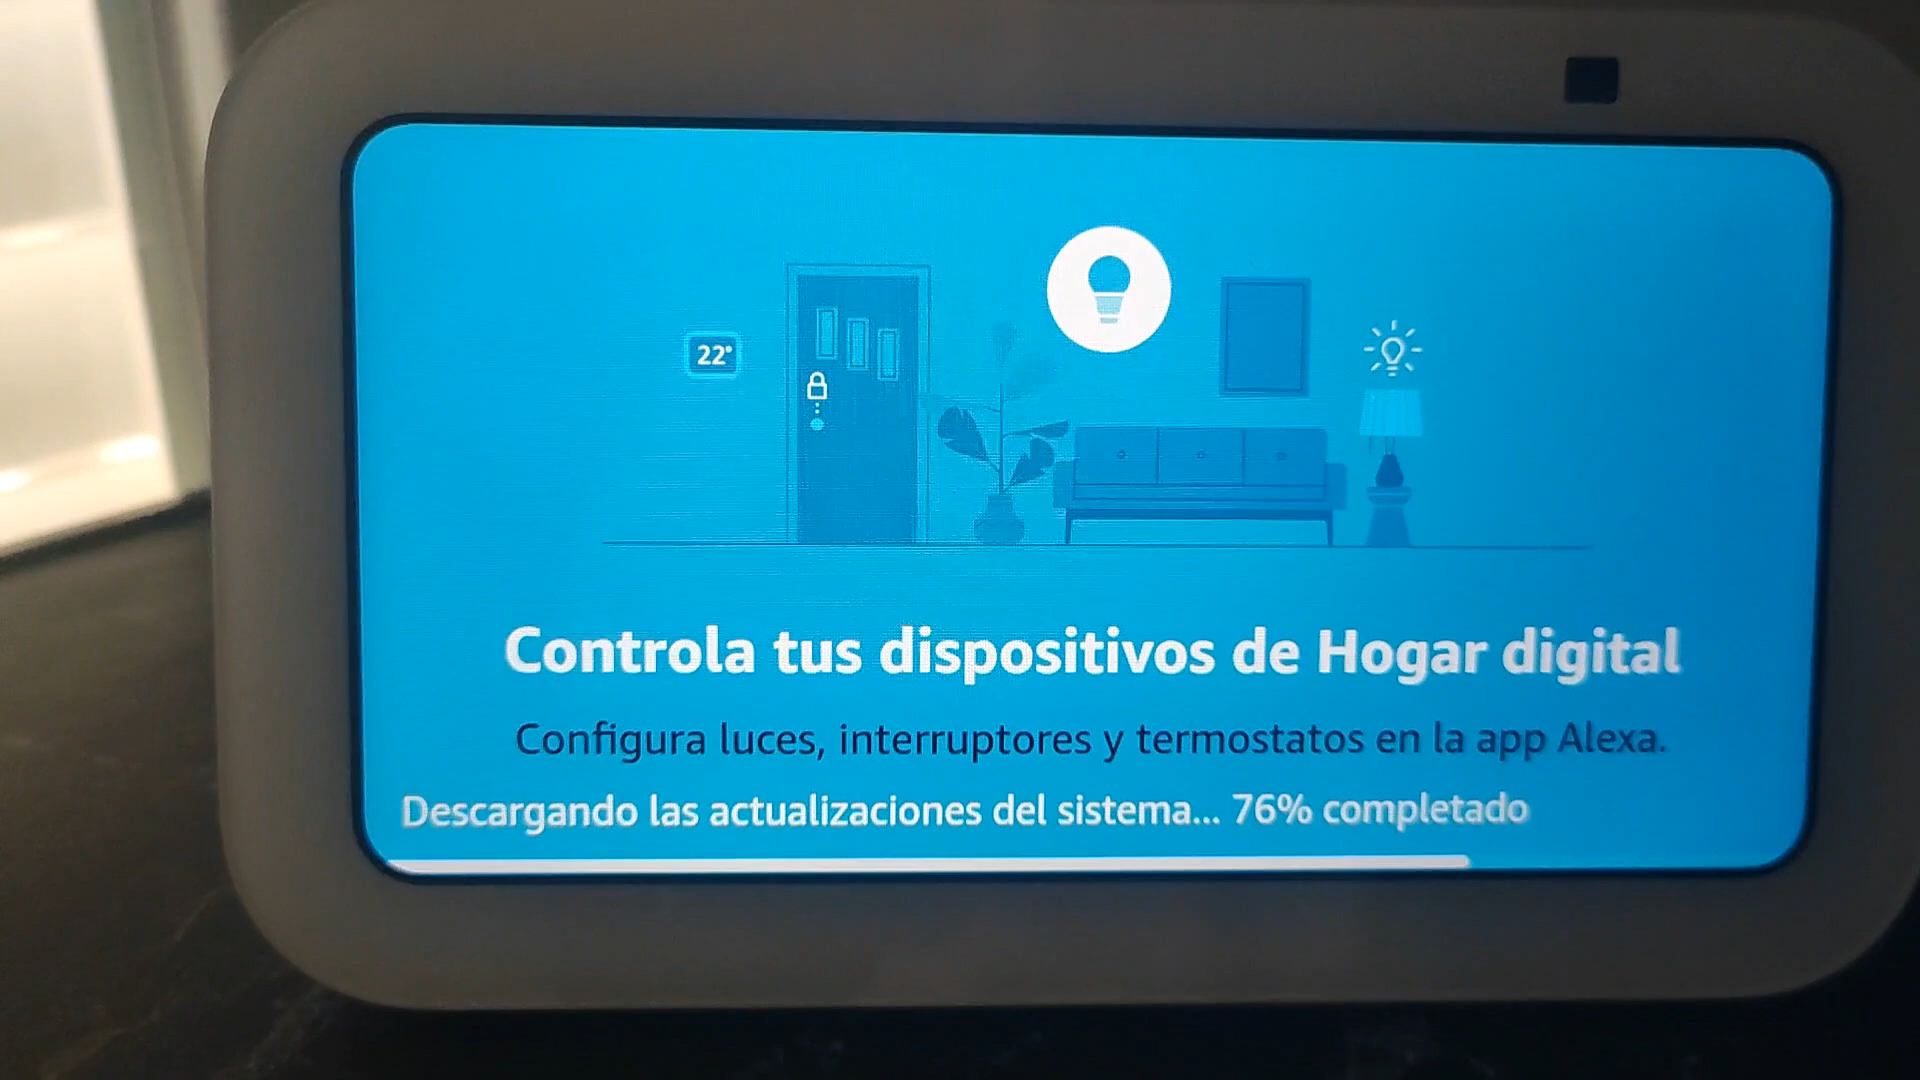 22°
Controla tus dispositivos de Hogar digital
Configura luces, interruptores y termostatos en la app Alexa.
Descargando las actualizaciones del sistema... 76% completado